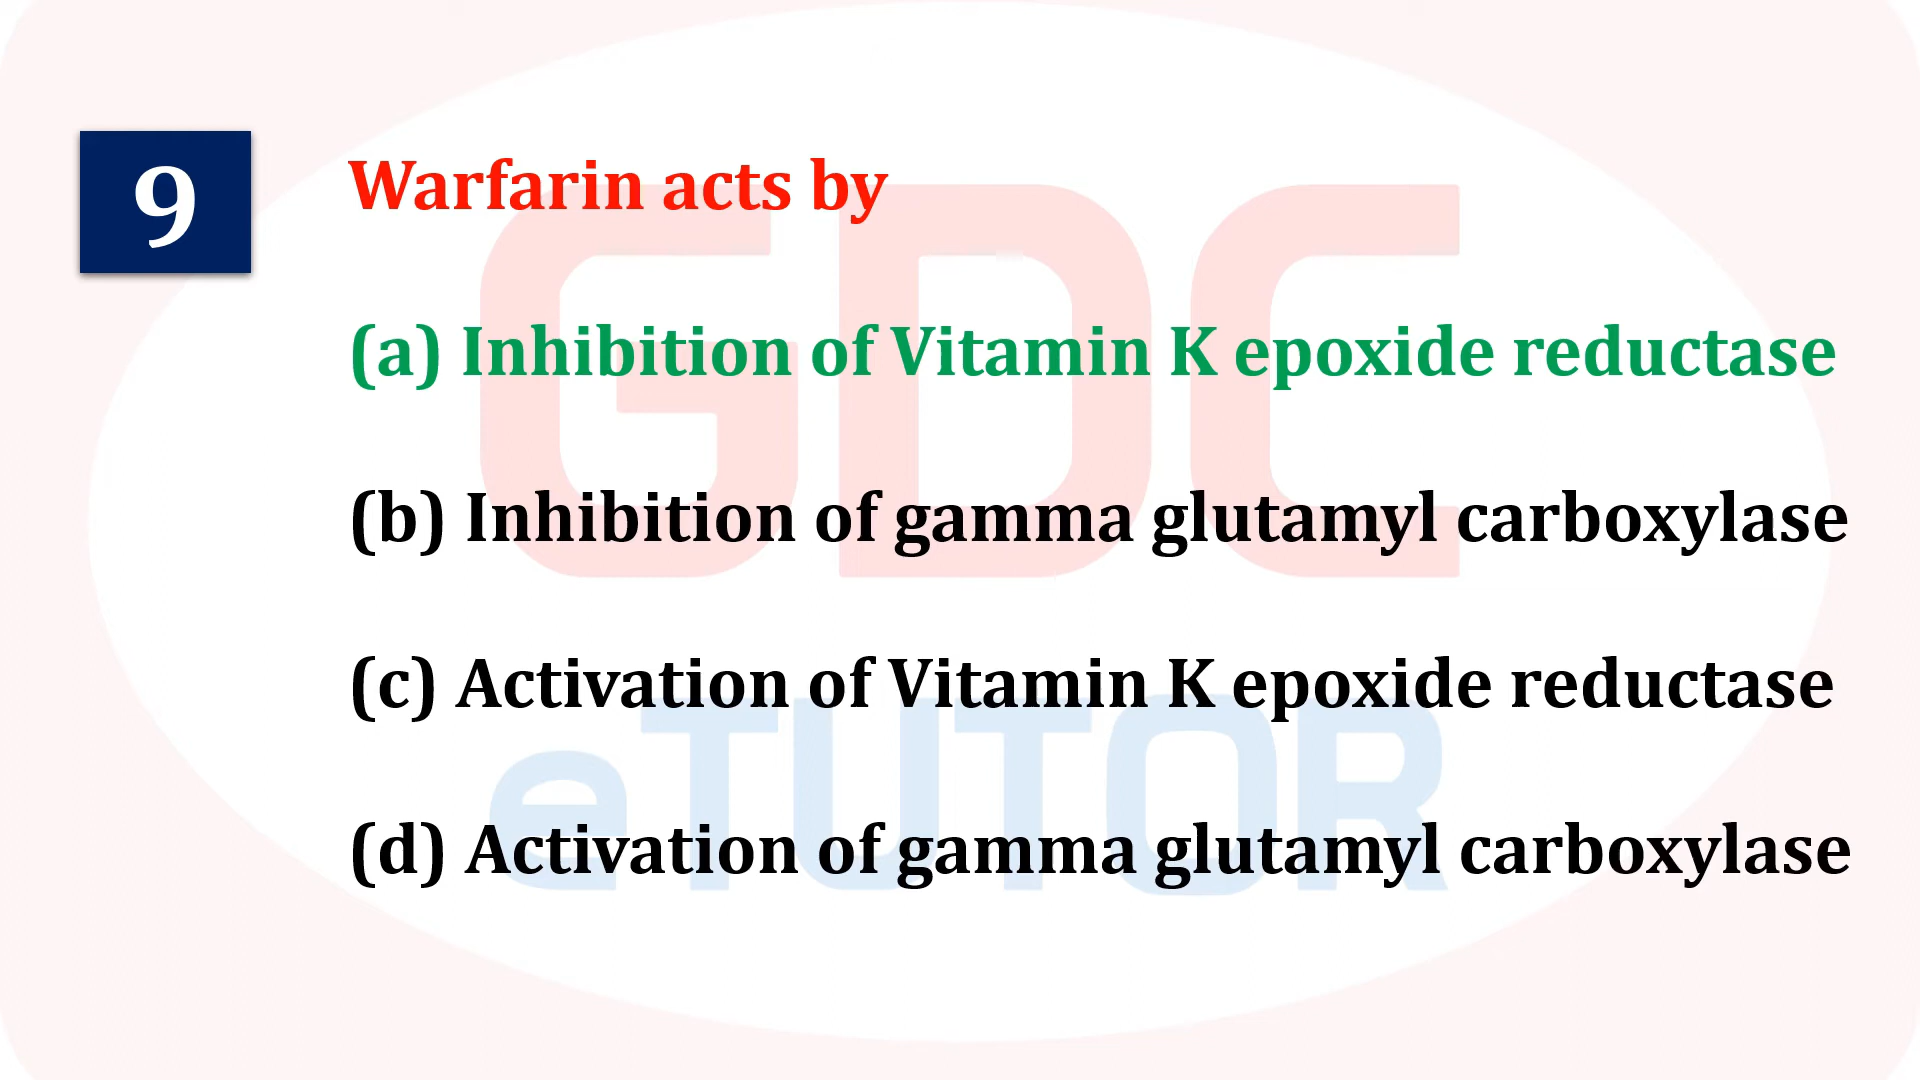 9
Warfarin acts by
(a) Inhibition of Vitamin K epoxide reductase
(b) Inhibition of gamma glutamyl carboxylase
(c) Activation of Vitamin K epoxide reductase
(d) Activation of gamma glutamyl carboxylase
GDC
eTUTOR